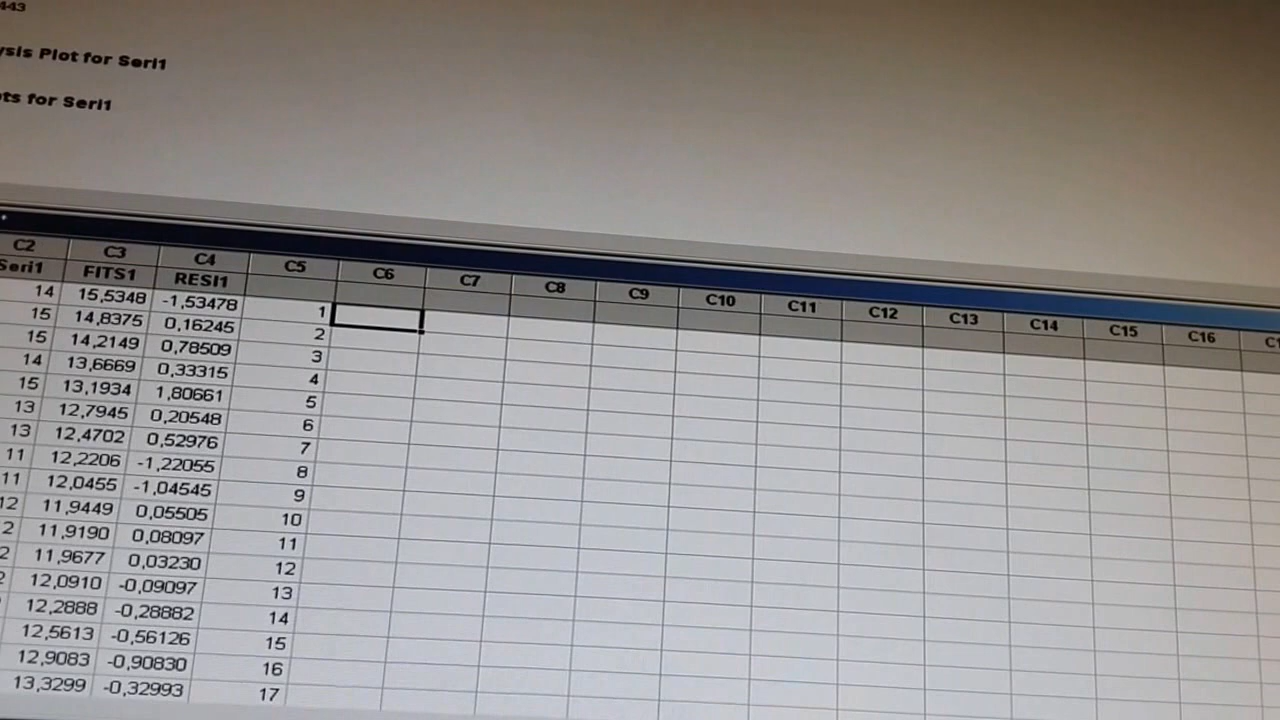 443
ysis Plot for Seri1
ots for Seri1
C2 C3 C4 C5 C6 C7 C8 C9 C10 C11 C12 C13 C14 C15 C16 C1
Seri1 FITS1 RESI1
14 15,5348 -1,53478 1
15 14,8375 0,16245 2
15 14,2149 0,78509 3
14 13,6669 0,33315 4
15 13,1934 1,80661 5
13 12,7945 0,20548 6
13 12,4702 0,52976 7
11 12,2206 -1,22055 8
11 12,0455 -1,04545 9
12 11,9449 0,05505 10
2 11,9190 0,08097 11
2 11,9677 0,03230 12
2 12,0910 -0,09097 13
12,2888 -0,28882 14
12,5613 -0,56126 15
12,9083 -0,90830 16
13,3299 -0,32993 17